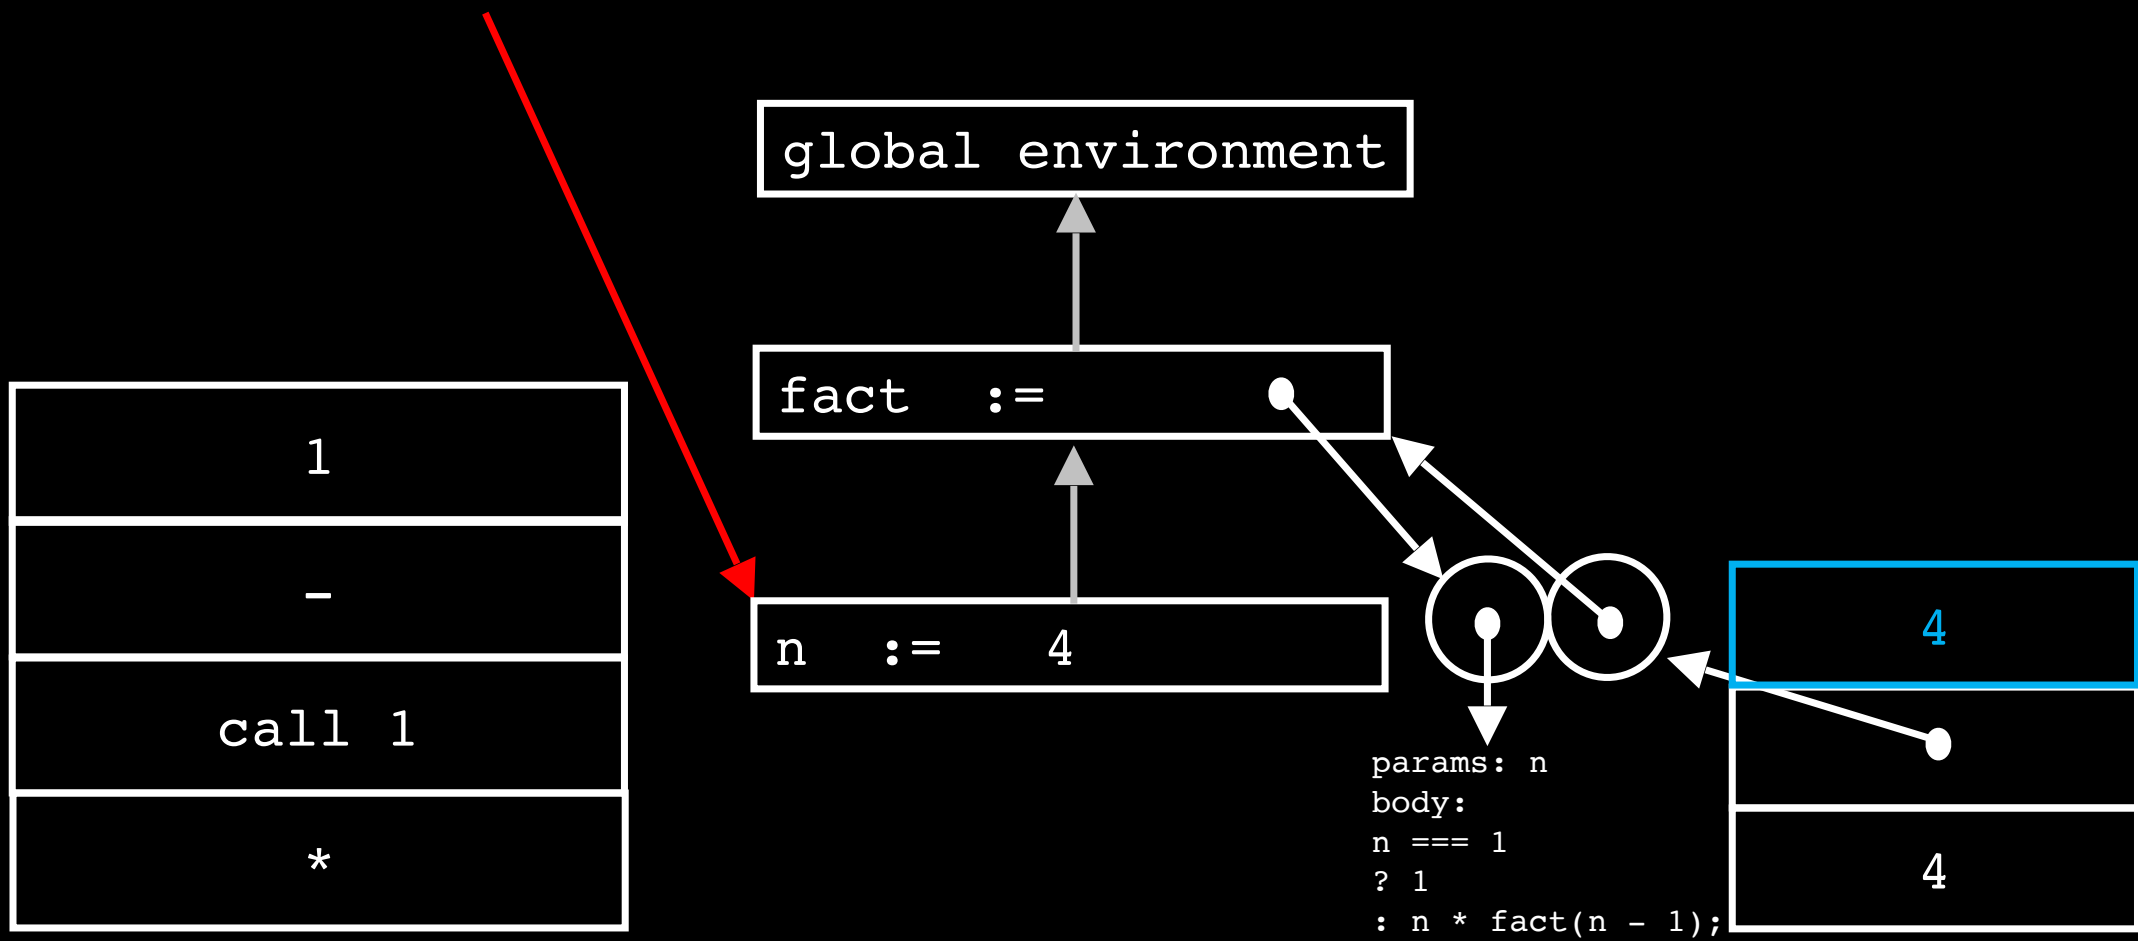 global environment
fact :=
n := 4
1
-
call 1
*
params: n
body:
n === 1
? 1
: n * fact(n - 1);
4
4